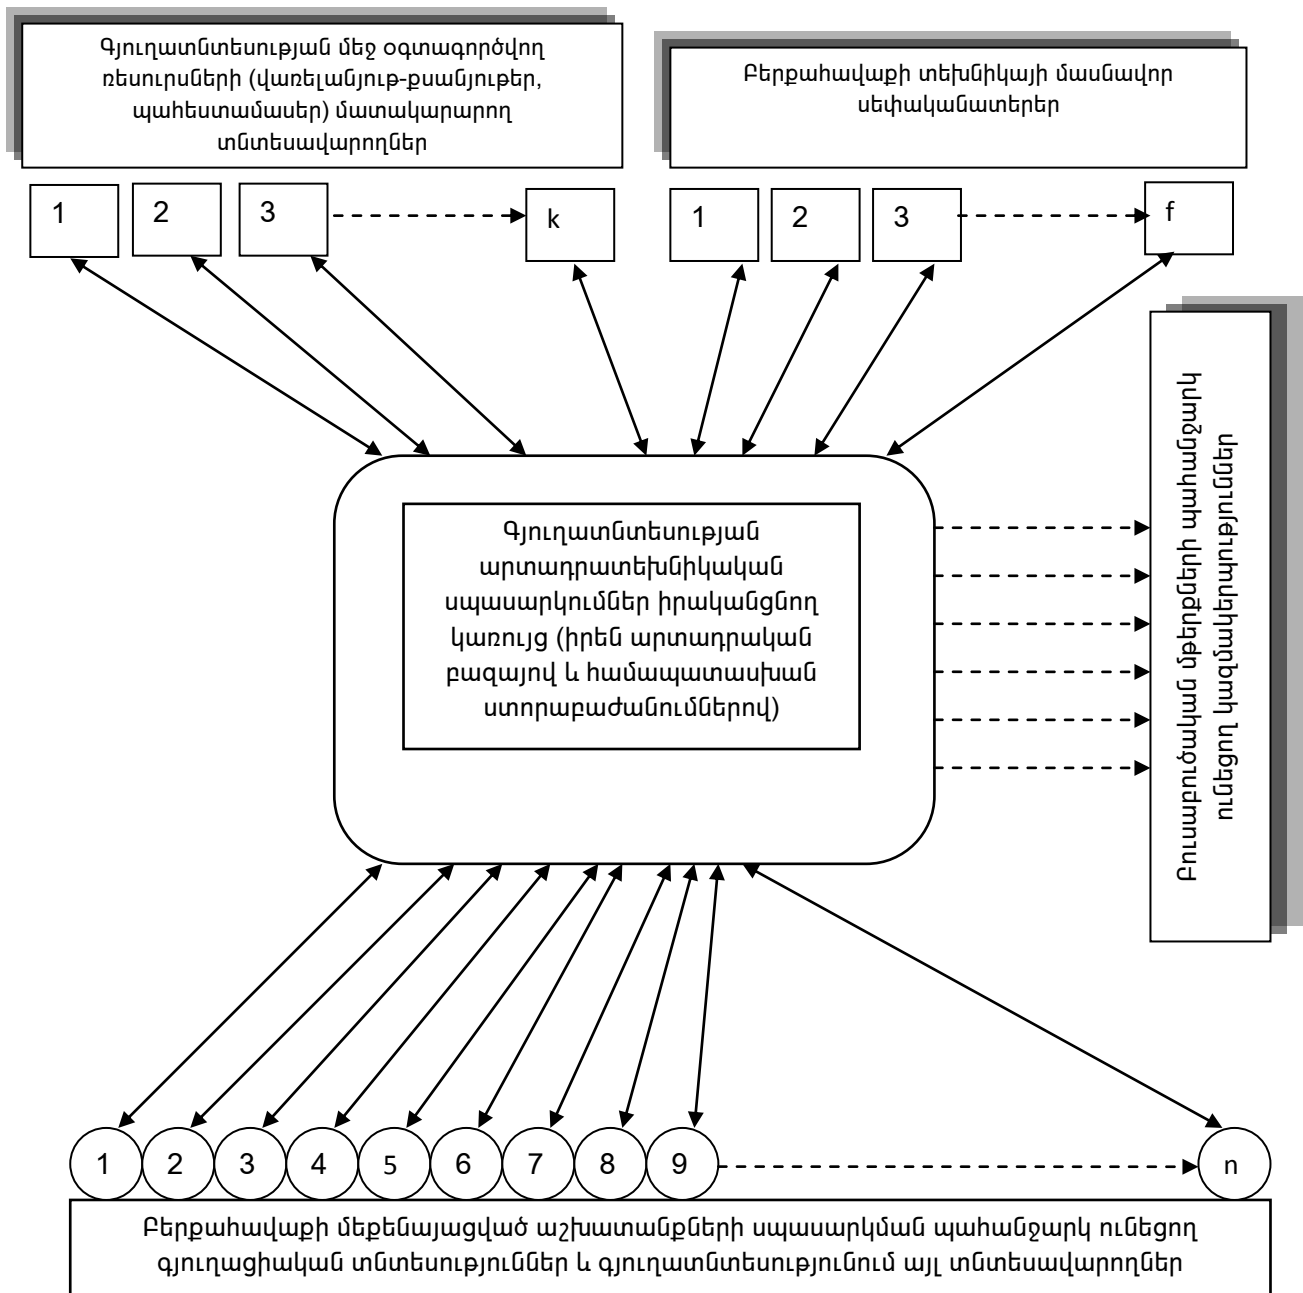 Գյուղատնտեսության մեջ օգտագործվող
ռեսուրսների (վառելանյութ-քսանյութեր,
պահեստամասեր) մատակարարող
տնտեսավարողներ
Բերքահավաքի տեխնիկայի մասնավոր
սեփականատերեր
1
2
3
k
1
2
3
f
Գյուղատնտեսության
արտադրատեխնիկական
սպասարկումներ իրականցնող
կառույց (իրեն արտադրական
բազայով և համապատասխան
ստորաբաժանումներով)
Բուսաբուծական մթերքների պահանջարկ
ունեցող կազմակերպություններ
1
2
3
4
5
6
7
8
9
n
Բերքահավաքի մեքենայացված աշխատանքների սպասարկման պահանջարկ ունեցող
գյուղացիական տնտեսություններ և գյուղատնտեսությունում այլ տնտեսավարողներ